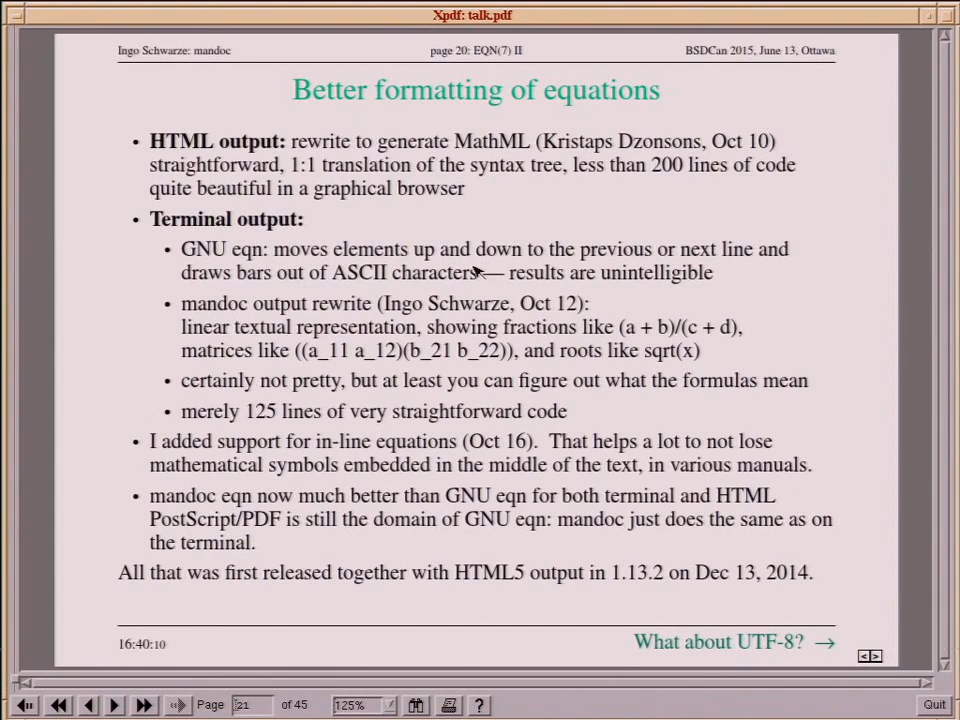 Xpdf: talk.pdf
Ingo Schwarze: mandoc page 20: EQN(7) II BSDCan 2015, June 13, Ottawa
Better formatting of equations
• HTML output: rewrite to generate MathML (Kristaps Dzonsons, Oct 10)
straightforward, 1:1 translation of the syntax tree, less than 200 lines of code
quite beautiful in a graphical browser
• Terminal output:
• GNU eqn: moves elements up and down to the previous or next line and
draws bars out of ASCII characters — results are unintelligible
• mandoc output rewrite (Ingo Schwarze, Oct 12):
linear textual representation, showing fractions like (a + b)/(c + d),
matrices like ((a_11 a_12)(b_21 b_22)), and roots like sqrt(x)
• certainly not pretty, but at least you can figure out what the formulas mean
• merely 125 lines of very straightforward code
• I added support for in-line equations (Oct 16). That helps a lot to not lose
mathematical symbols embedded in the middle of the text, in various manuals.
• mandoc eqn now much better than GNU eqn for both terminal and HTML
PostScript/PDF is still the domain of GNU eqn: mandoc just does the same as on
the terminal.
All that was first released together with HTML5 output in 1.13.2 on Dec 13, 2014.
16:40:10 What about UTF-8? →
<|>
Page 21 of 45 125% ? Quit